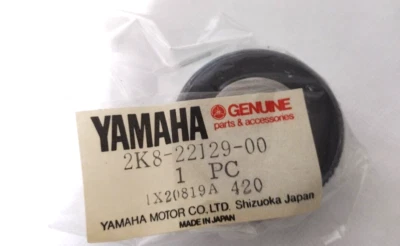 YAMAHA GENUINE
parts & accessories
2K8-22129-00
1 PC
1X20819A 420
YAMAHA MOTOR CO., LTD. Shizuoka Japan
MADE IN JAPAN